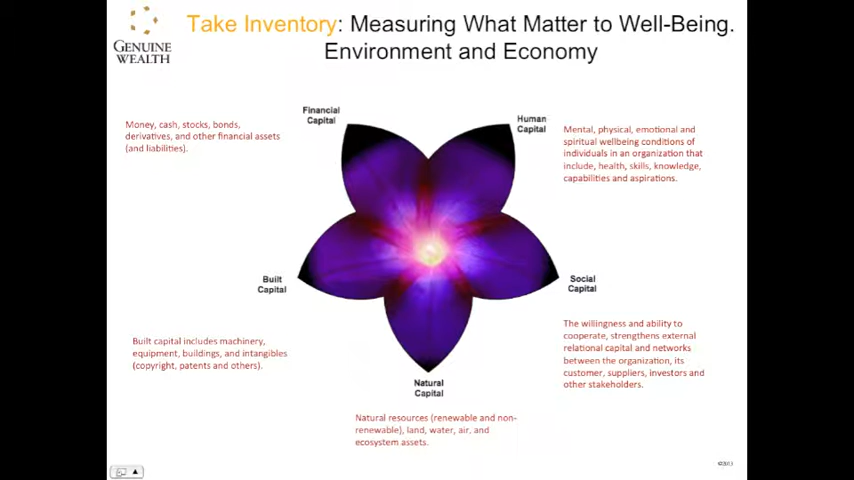 Take Inventory: Measuring What Matter to Well-Being.
Environment and Economy
GENUINE
WEALTH
Financial
Capital
Money, cash, stocks, bonds,
derivatives, and other financial assets
(and liabilities).
Human
Capital
Mental, physical, emotional and
spiritual wellbeing conditions of
individuals in an organization that
include, health, skills, knowledge,
capabilities and aspirations.
Built
Capital
Built capital includes machinery,
equipment, buildings, and intangibles
(copyright, patents and others).
Social
Capital
The willingness and ability to
cooperate, strengthens external
relational capital and networks
between the organization, its
customer, suppliers, investors and
other stakeholders.
Natural
Capital
Natural resources (renewable and non-
renewable), land, water, air, and
ecosystem assets.
©2013